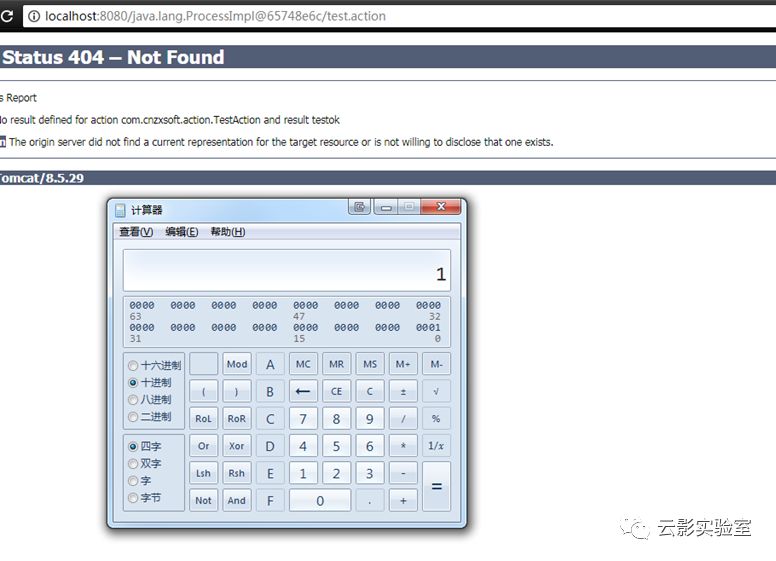 localhost:8080/java.lang.ProcessImpl@65748e6c/test.action
Status 404 – Not Found
s Report
lo result defined for action com.cnzxsoft.action.TestAction and result testok
The origin server did not find a current representation for the target resource or is not willing to disclose that one exists.
Tomcat/8.5.29
计算器
查看(V) 编辑(E) 帮助(H)
1
0000 0000 0000 0000 0000 0000 0000 0000
63 47 32
0000 0000 0000 0000 0000 0000 0000 0001
31 15 0
十六进制 Mod A MC MR MS M+ M-
十进制 ( ) B ← CE C ± √
八进制 RoL RoR C 7 8 9 / %
二进制
四字 Or Xor D 4 5 6 * 1/x
双字 Lsh Rsh E 1 2 3 - =
字
字节 Not And F 0 . +
云影实验室